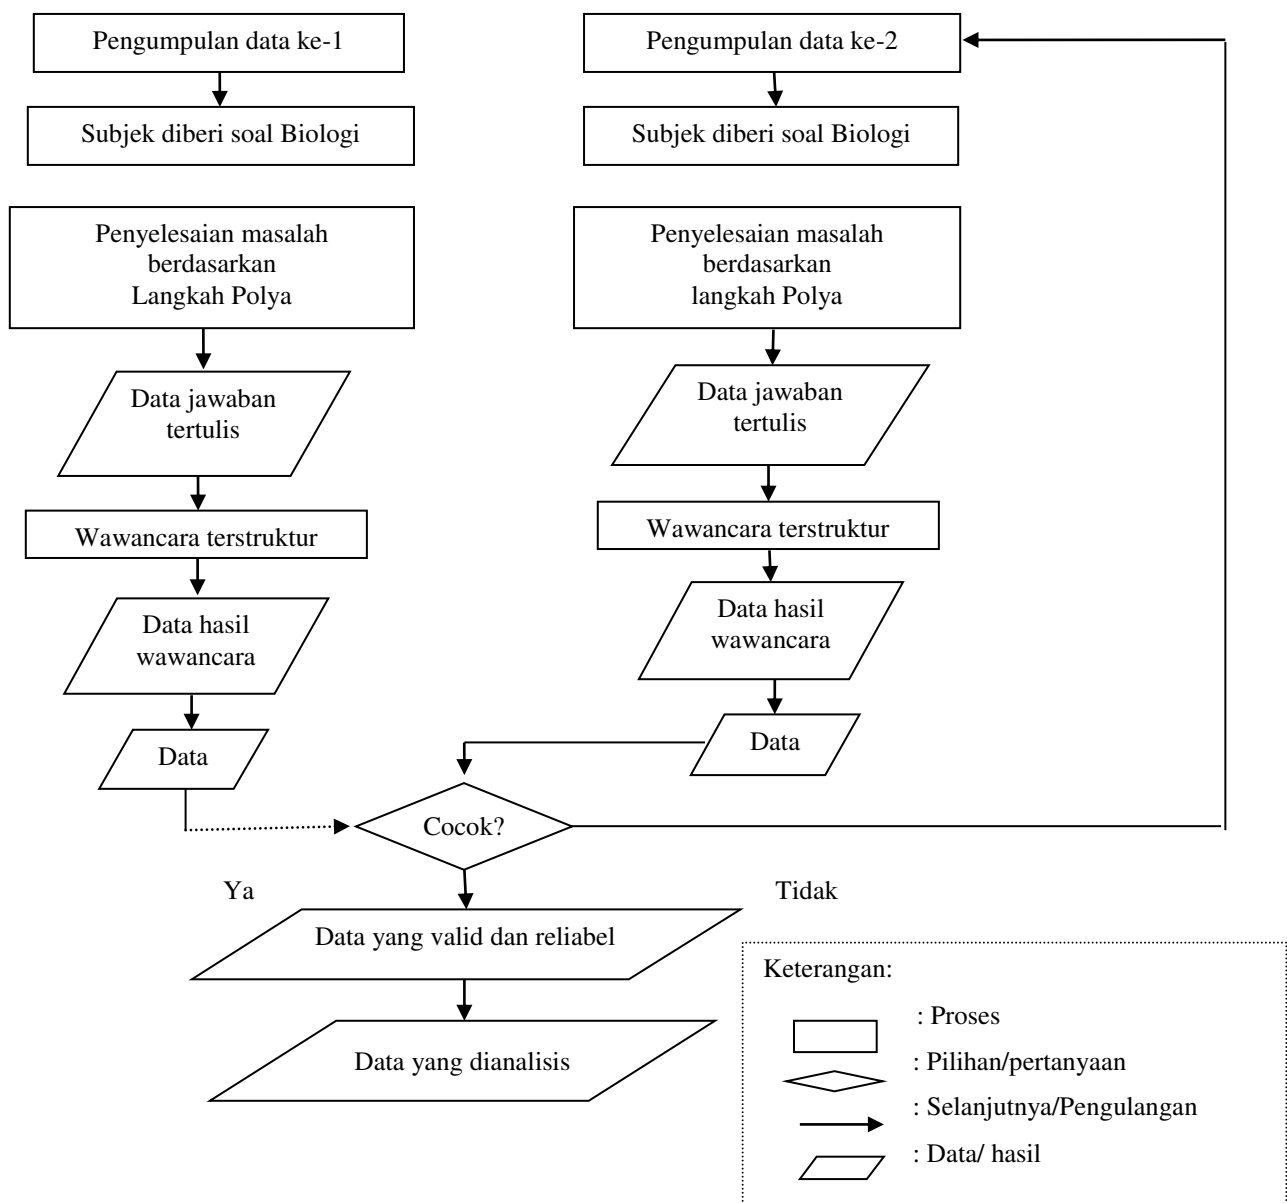 Pengumpulan data ke-1
Subjek diberi soal Biologi
Penyelesaian masalah
berdasarkan
Langkah Polya
Data jawaban
tertulis
Wawancara terstruktur
Data hasil
wawancara
Data
Pengumpulan data ke-2
Subjek diberi soal Biologi
Penyelesaian masalah
berdasarkan
langkah Polya
Data jawaban
tertulis
Wawancara terstruktur
Data hasil
wawancara
Data
Cocok?
Ya
Tidak
Data yang valid dan reliabel
Data yang dianalisis
Keterangan:
: Proses
: Pilihan/pertanyaan
: Selanjutnya/Pengulangan
: Data/ hasil